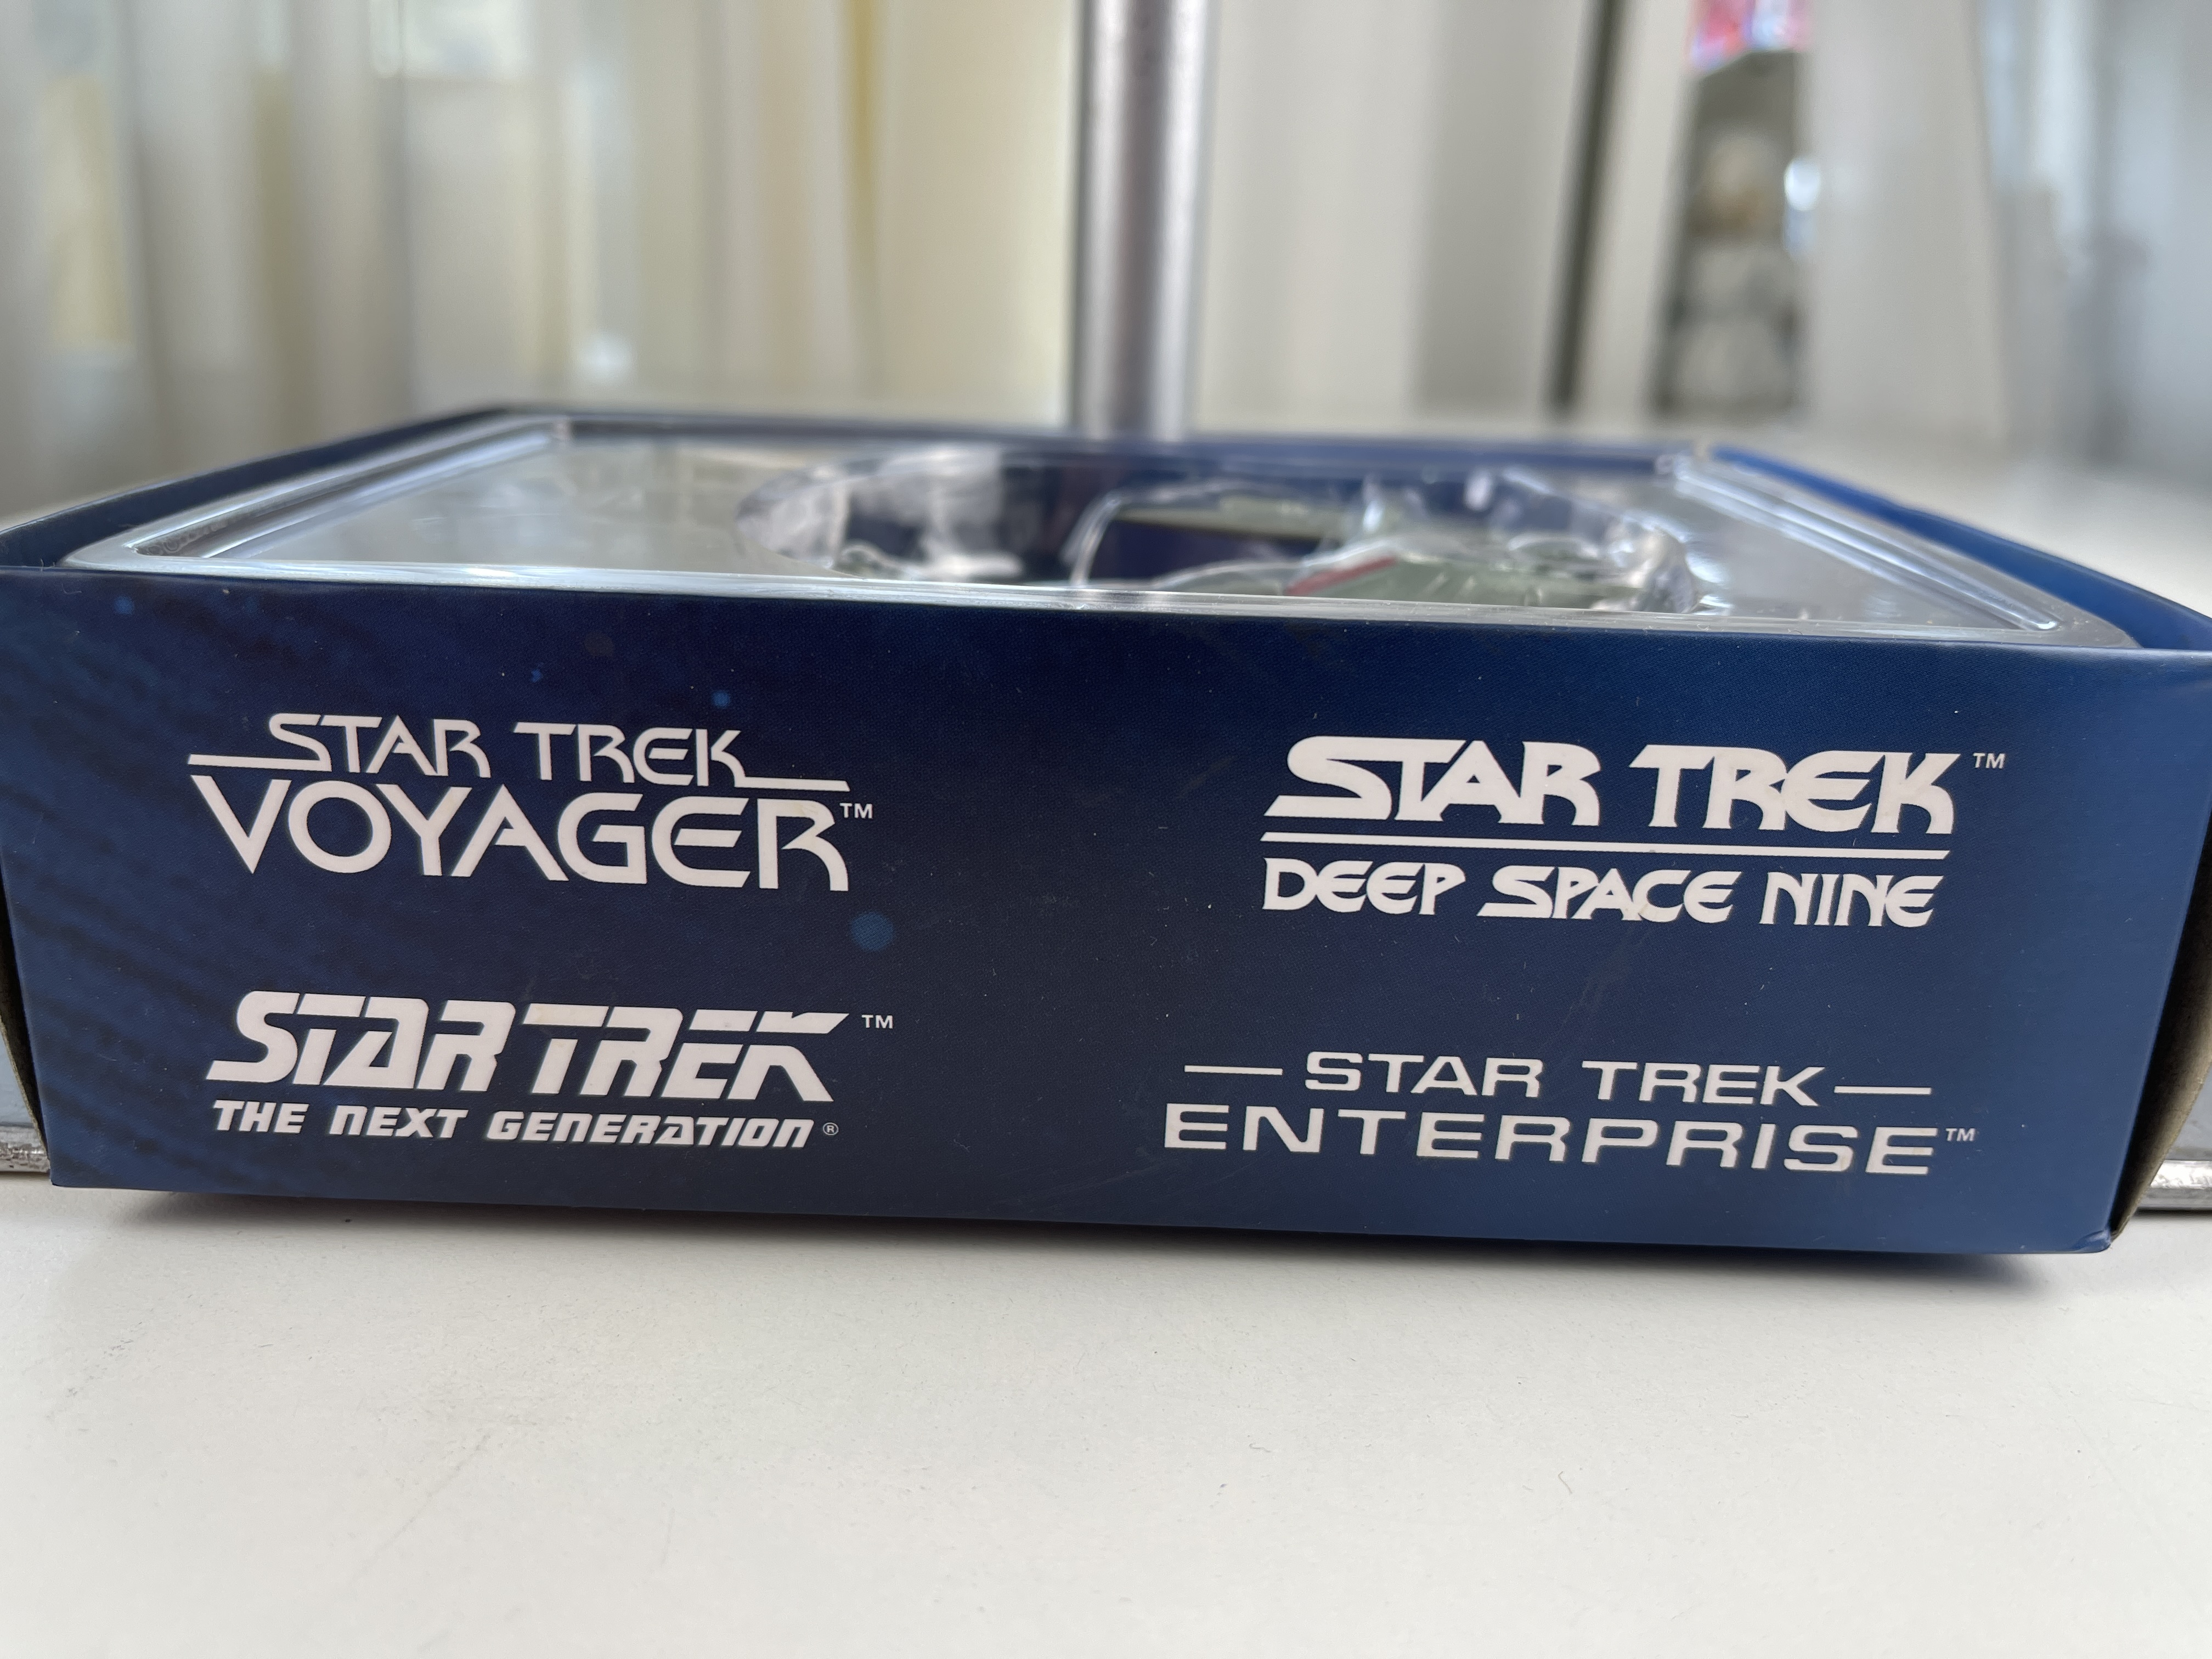 STAR TREK
VOYAGER™
STAR TREK™
DEEP SPACE NINE
STAR TREK™
THE NEXT GENERATION®
STAR TREK
ENTERPRISE™